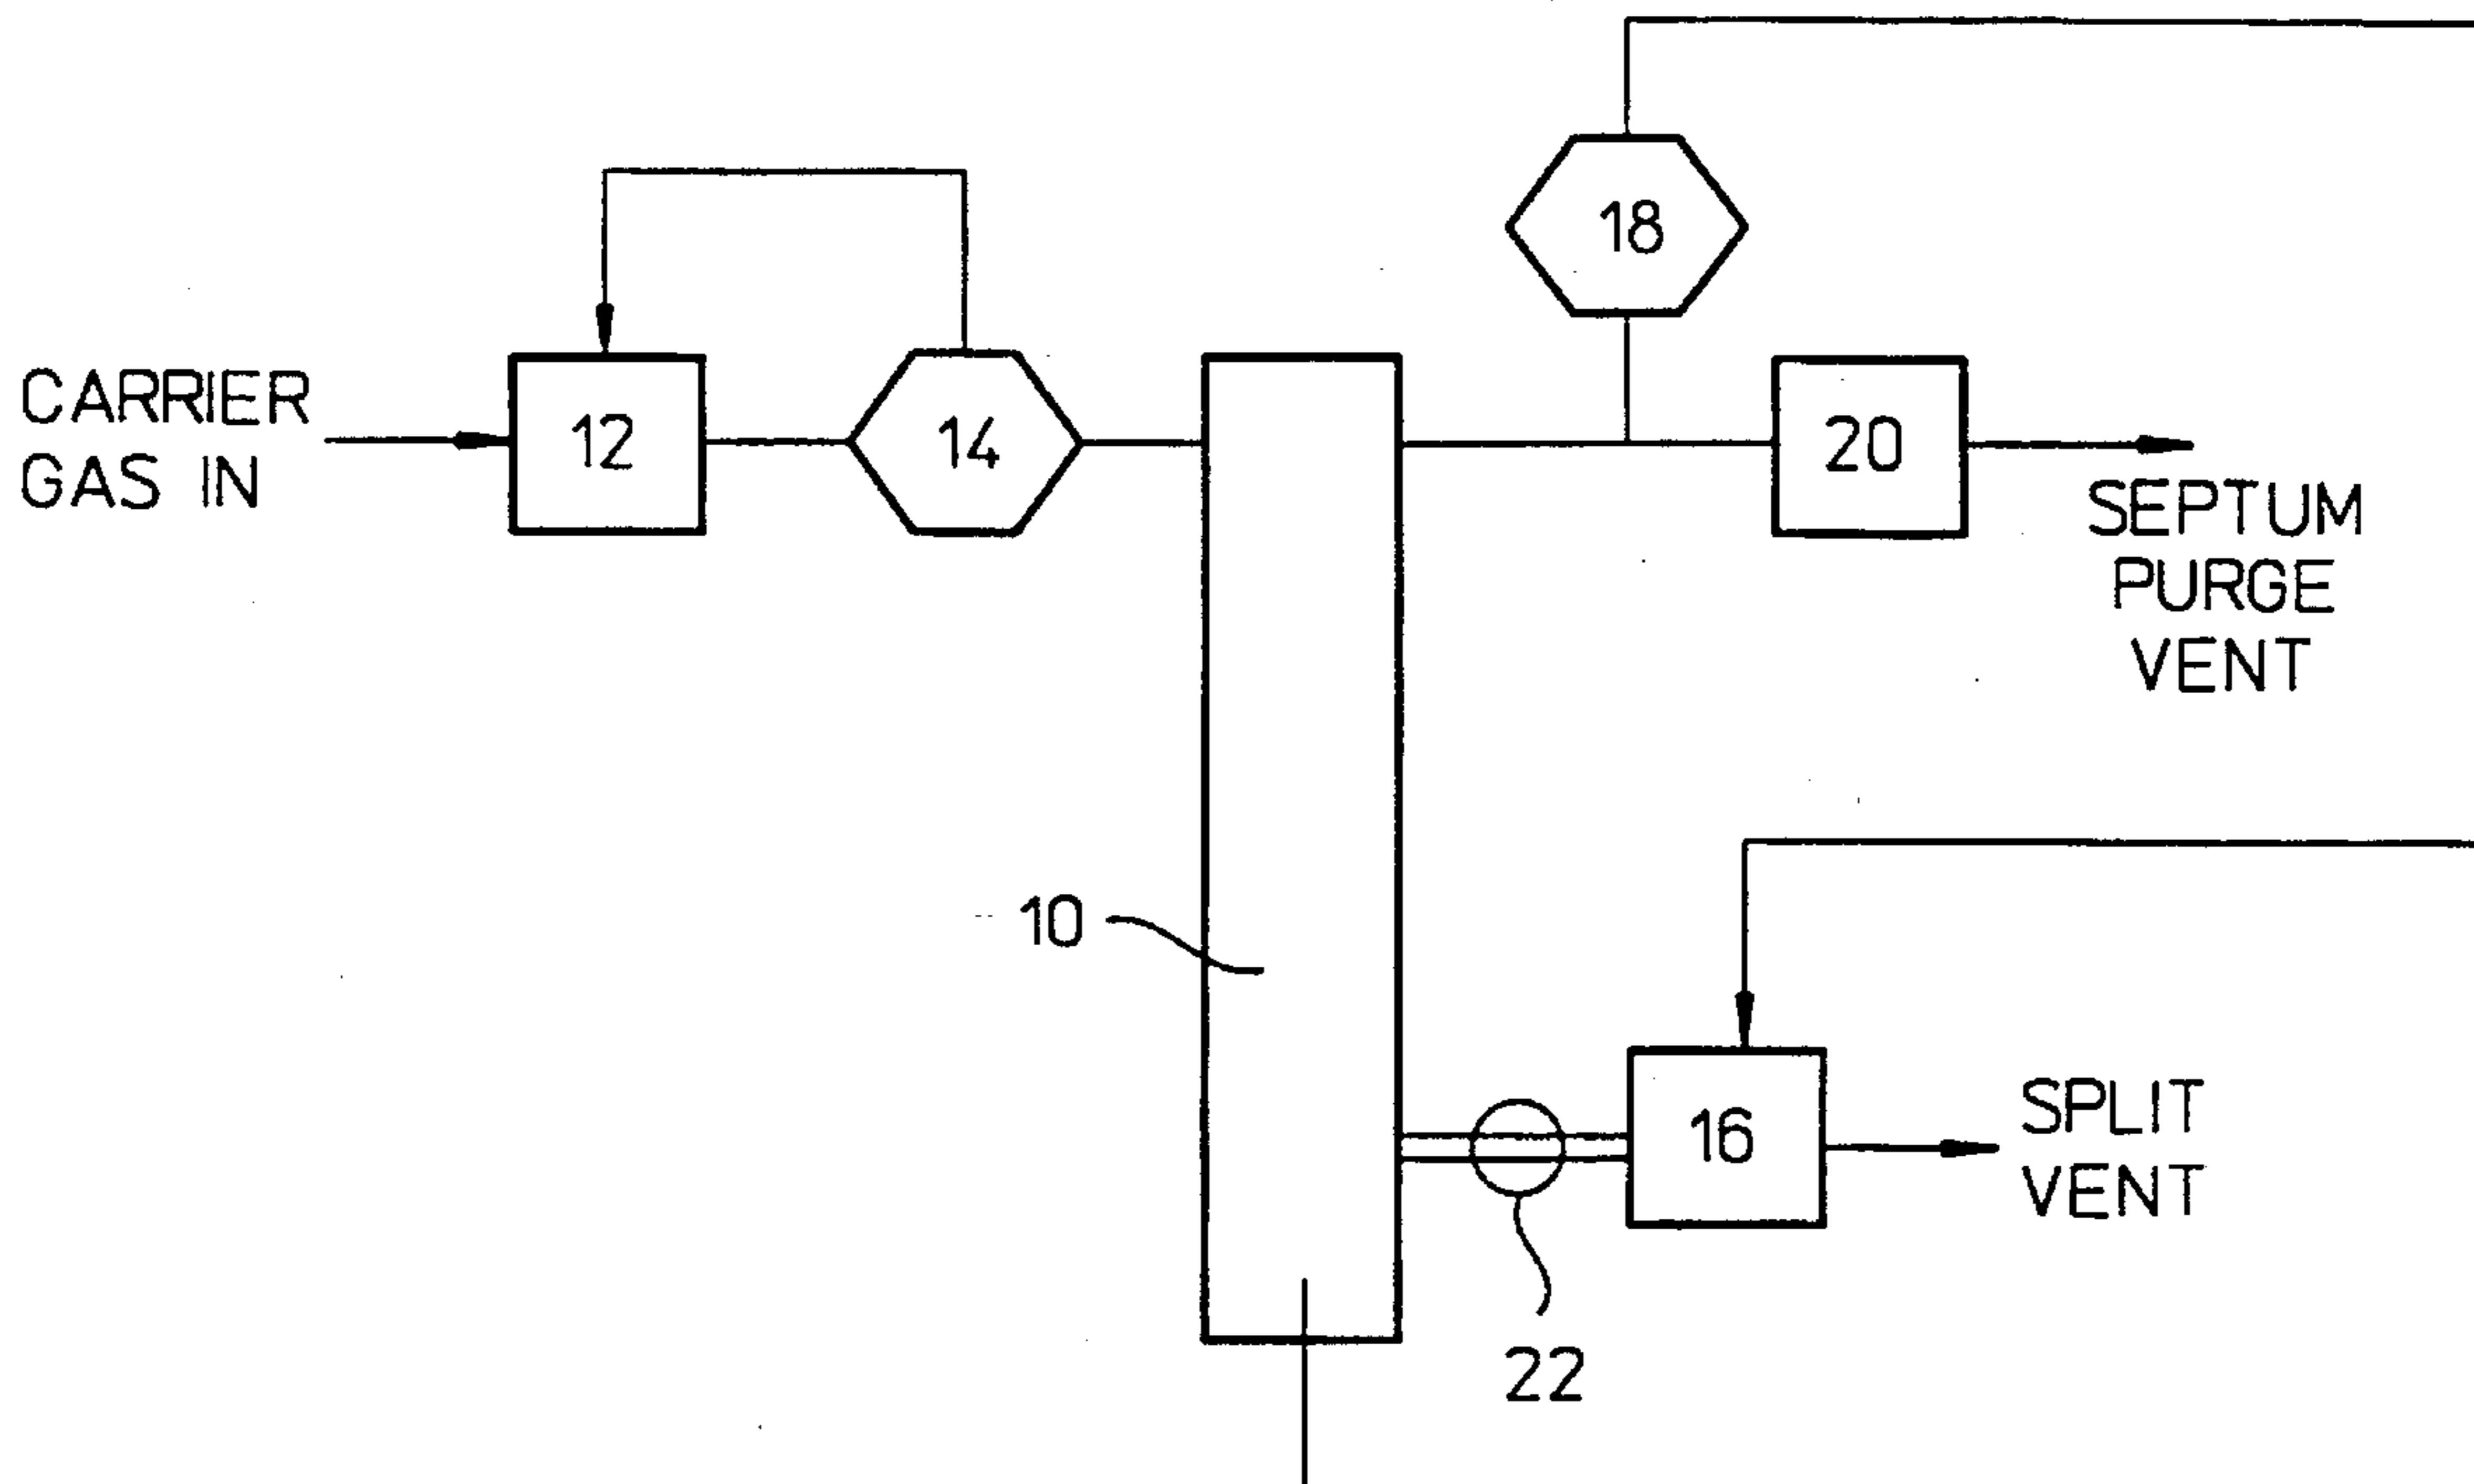 18
CARRIER
GAS IN
12
14
20
SEPTUM
PURGE
VENT
10
16
SPLIT
VENT
22